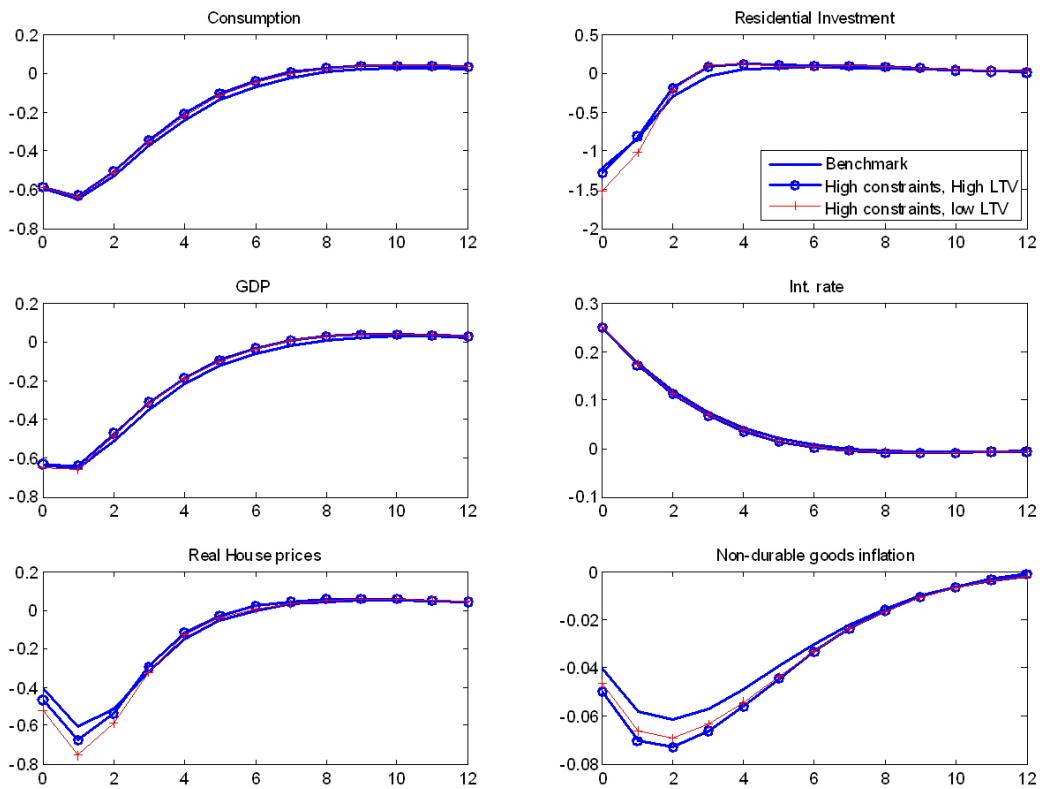 Consumption
0.2
0
-0.2
-0.4
-0.6
-0.8
0 2 4 6 8 10 12
Residential Investment
0.5
0
-0.5
-1
-1.5
-2
0 2 4 6 8 10 12
Benchmark
High constraints, High LTV
High constraints, low LTV
GDP
0.2
0
-0.2
-0.4
-0.6
-0.8
0 2 4 6 8 10 12
Int. rate
0.3
0.2
0.1
0
-0.1
0 2 4 6 8 10 12
Real House prices
0.2
0
-0.2
-0.4
-0.6
-0.8
0 2 4 6 8 10 12
Non-durable goods inflation
0
-0.02
-0.04
-0.06
-0.08
0 2 4 6 8 10 12